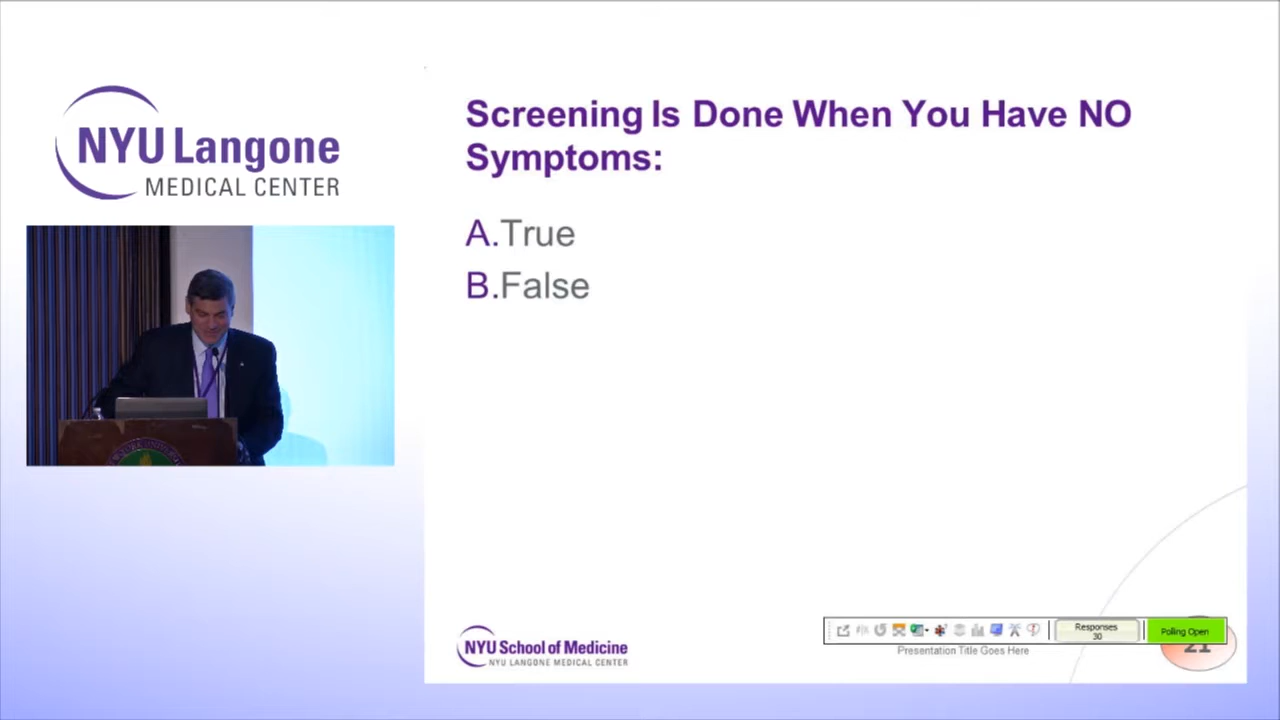 NYU Langone
MEDICAL CENTER
Screening Is Done When You Have NO
Symptoms:
A.True
B.False
NYU School of Medicine
NYU LANGONE MEDICAL CENTER
Responses
30
Polling Open
Presentation Title Goes Here
21